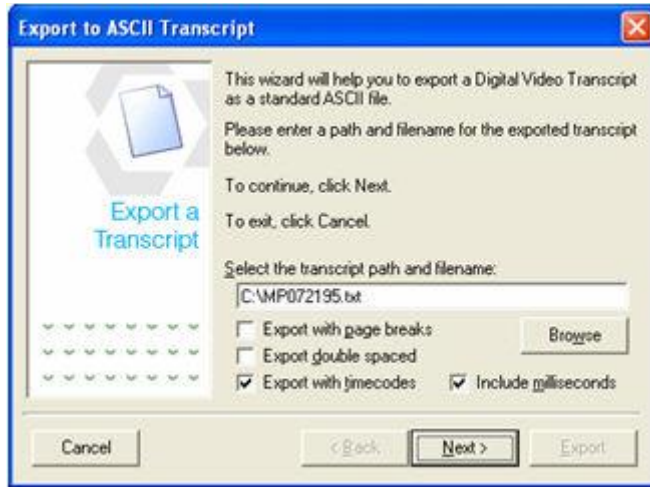 Export to ASCII Transcript
This wizard will help you to export a Digital Video Transcript
as a standard ASCII file.
Please enter a path and filename for the exported transcript
below.
To continue, click Next.
To exit, click Cancel.
Export a
Transcript
Select the transcript path and filename:
C:\MP072195.txt
Export with page breaks
Browse
Export double spaced
Export with timecodes
Include milliseconds
Cancel
< Back
Next >
Export